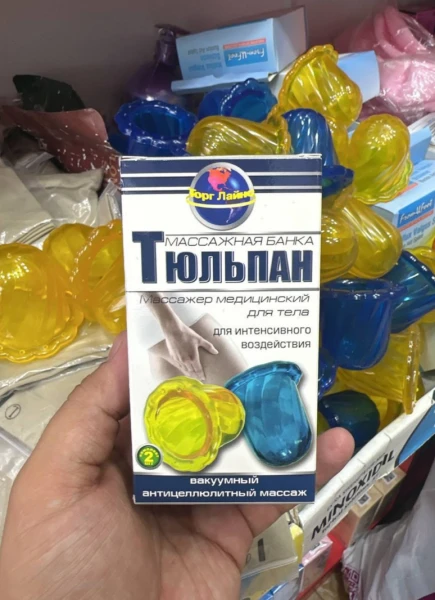 Торг Лайнс
МАССАЖНАЯ БАНКА
ТЮЛЬПАН
МАССАЖЕР МЕДИЦИНСКИЙ
ДЛЯ ТЕЛА
ДЛЯ ИНТЕНСИВНОГО
ВОЗДЕЙСТВИЯ
2
ВАКУУМНЫЙ
АНТИЦЕЛЛЮЛИТНЫЙ МАССАЖ
MINOXIDIL